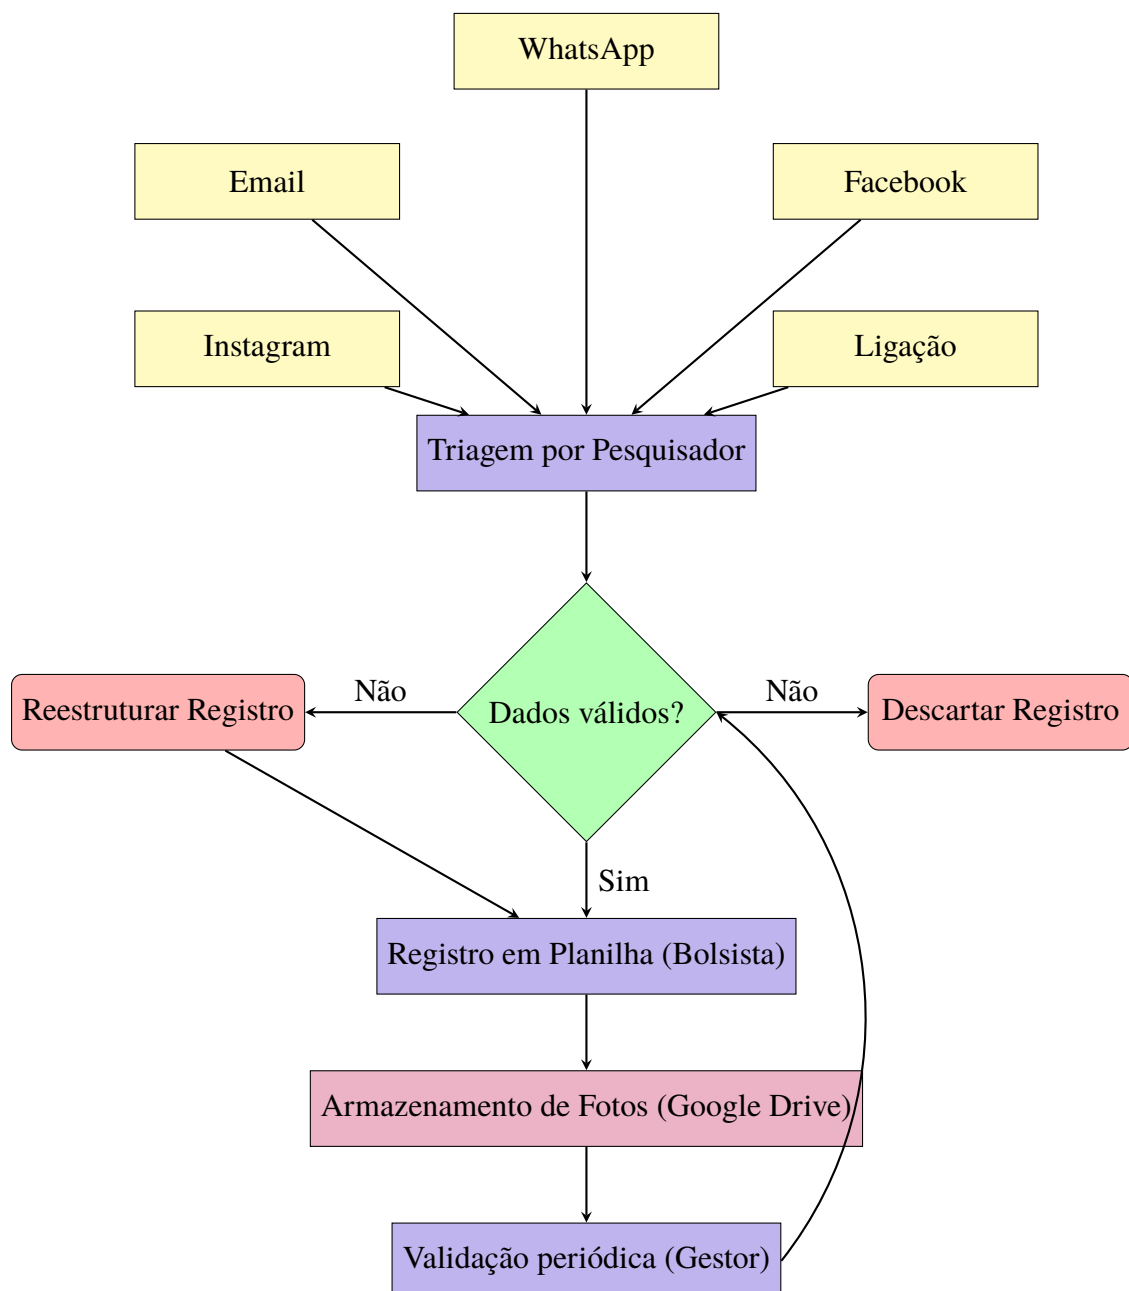 WhatsApp
Email
Facebook
Instagram
Ligação
Triagem por Pesquisador
Não
Não
Reestruturar Registro
Dados válidos?
Descartar Registro
Sim
Registro em Planilha (Bolsista)
Armazenamento de Fotos (Google Drive)
Validação periódica (Gestor)